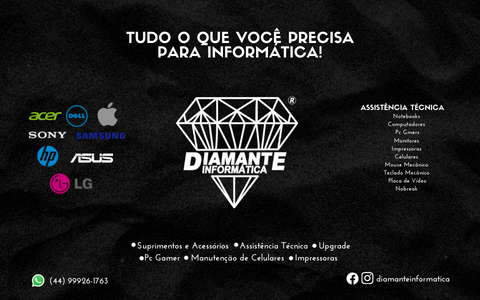 TUDO O QUE VOCÊ PRECISA
PARA INFORMÁTICA!
acer
DELL
SONY
SAMSUNG
hp
ASUS
LG
®
DIAMANTE
INFORMÁTICA
ASSISTÊNCIA TÉCNICA
Notebooks
Computadores
Pc Gmers
Monitores
Impressoras
Celulares
Mouse Mecânico
Teclado Mecânico
Placa de Vídeo
Nobreak
Suprimentos e Acessórios Assistência Técnica Upgrade
Pc Gamer Manutenção de Celulares Impressoras
(44) 99926-1763
diamanteinformatica